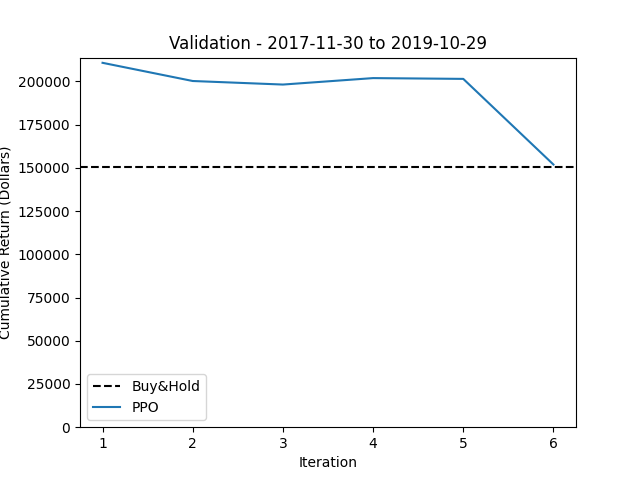 Validation - 2017-11-30 to 2019-10-29
Cumulative Return (Dollars)
200000
175000
150000
125000
100000
75000
50000
25000
0
Buy&Hold
PPO
1 2 3 4 5 6
Iteration